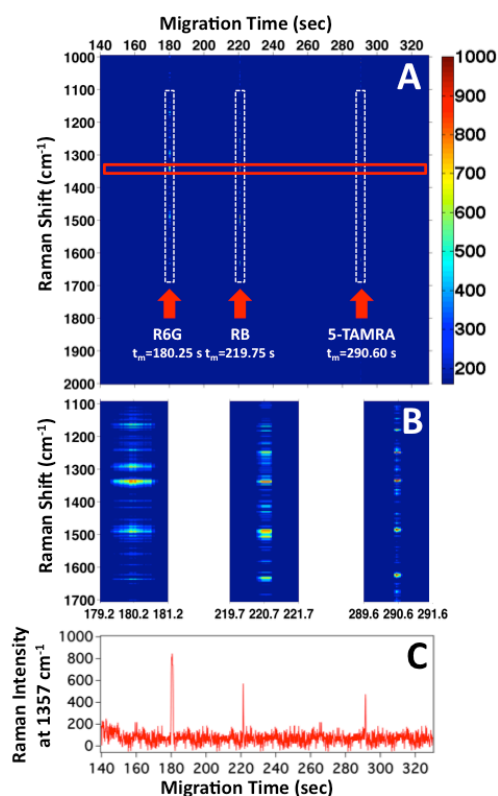 Migration Time (sec)
140 160 180 200 220 240 260 280 300 320
A
1000
1100
1200
1300
1400
1500
1600
1700
1800
1900
2000
Raman Shift (cm-1)
R6G RB 5-TAMRA
tm=180.25 s tm=219.75 s tm=290.60 s
1000
900
800
700
600
500
400
300
200
B
1100
1200
1300
1400
1500
1600
1700
Raman Shift (cm-1)
179.2 180.2 181.2 219.7 220.7 221.7 289.6 290.6 291.6
C
1000
800
600
400
200
0
Raman Intensity
at 1357 cm-1
140 160 180 200 220 240 260 280 300 320
Migration Time (sec)